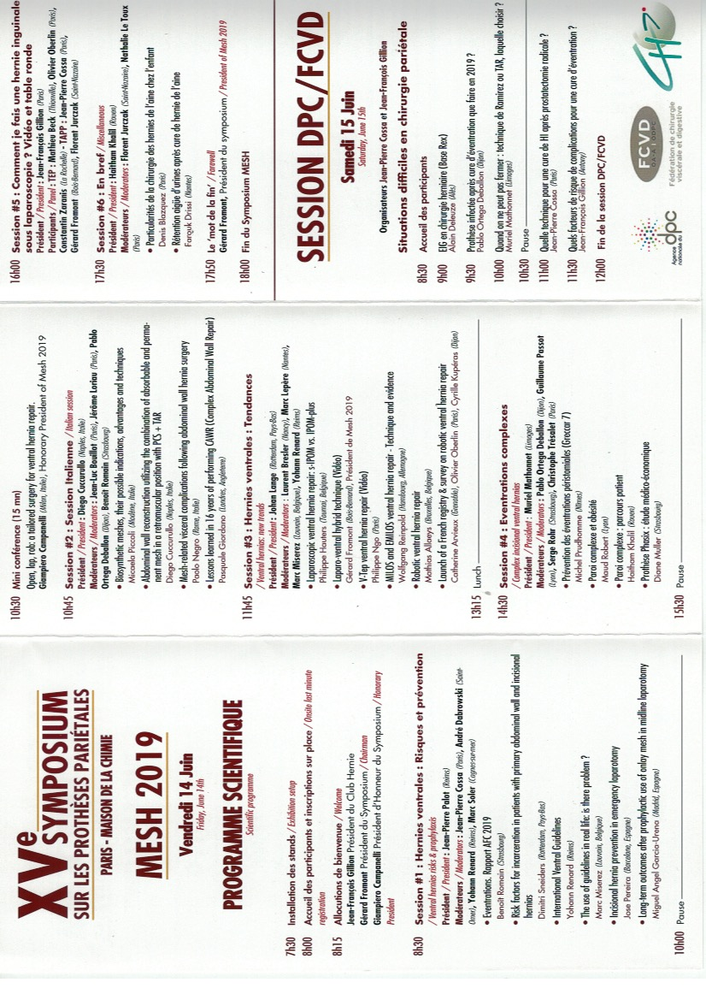 XVe
SYMPOSIUM
SUR LES PROTHÈSES PARIÉTALES
PARIS - MAISON DE LA CHIMIE
MESH 2019
Vendredi 14 Juin
Friday, June 14th
PROGRAMME SCIENTIFIQUE
Scientific programme
7h30 Installation des stands / Exhibition setup
8h00 Accueil des participants et inscriptions sur place / Onsite last minute
registration
8h15 Allocutions de bienvenue / Welcome
Jean-François Gillion Président du Club Hernie
Gérard Fromont Président du Symposium / Chairman
Giampiero Campanelli Président d'Honneur du Symposium / Honorary
President
8h30 Session #1 : Hernies ventrales : Risques et prévention
/ Ventral hernias risks & prophylaxis
Président / President : Jean-Pierre Palot (Reims)
Modérateurs / Moderators : Jean-Pierre Cossa (Paris), André Dabrowski (Saint-
Omer), Yohann Renard (Reims), Marc Soler (Cagnes-sur-mer)
• Eventrations. Rapport AFC 2019
Benoît Romain (Strasbourg)
• Risk factors for incarceration in patients with primary abdominal wall and incisional
hernias
Dimitri Sneiders (Rotterdam, Pays-Bas)
• International Ventral Guidelines
Yohann Renard (Reims)
• The use of guidelines in real life: is there problem ?
Marc Miserez (Louvain, Belgique)
• Incisional hernia prevention in emergency laparotomy
Jose Pereira (Barcelone, Espagne)
• Long-term outcomes after prophylactic use of onlay mesh in midline laparotomy
Miguel Angel Garcia-Urena (Madrid, Espagne)
10h00 Pause
10h30 Mini conférence (15 mn)
Open, lap, rob: a tailored surgery for ventral hernia repair.
Giampiero Campanelli (Milan, Italie), Honorary President of Mesh 2019
10h45 Session #2 : Session Italienne / Italian session
Président / President : Diego Cuccurullo (Naples, Italie)
Modérateurs / Moderators : Jean-Luc Bouillot (Paris), Jérôme Loriau (Paris), Pablo
Ortega Deballon (Dijon), Benoît Romain (Strasbourg)
• Biosynthetic meshes, their possible indications, advantages and techniques
Micaela Piccoli (Modène, Italie)
• Abdominal wall reconstruction utilizing the combination of absorbable and perma-
nent mesh in a retromuscular position with PCS + TAR
Diego Cuccurullo (Naples, Italie)
• Mesh-related visceral complications following abdominal wall hernia surgery
Paolo Negro (Rome, Italie)
• Lessons learned in 16 years of performing CAWR (Complex Abdominal Wall Repair)
Pasquale Giordano (Londres, Angleterre)
11h45 Session #3 : Hernies ventrales : Tendances
/ Ventral hernias: new trends
Président / President : Johan Lange (Rotterdam, Pays-Bas)
Modérateurs / Moderators : Laurent Bresler (Nancy), Marc Lepère (Nantes),
Marc Miserez (Louvain, Belgique), Yohann Renard (Reims)
• Laparoscopic ventral hernia repair: s-IPOM vs. IPOM-plus
Philippe Hauters (Tournai, Belgique)
• Laparo-ventral hybrid technique (Vidéo)
Gérard Fromont (Bois-Bernard), Président de Mesh 2019
• V-Tap ventral hernia repair (Vidéo)
Philippe Ngo (Paris)
• MILOS and EMILOS ventral hernia repair - Technique and evidence
Wolfgang Reinpold (Hambourg, Allemagne)
• Robotic ventral hernia repair
Mathias Allaeys (Bruxelles, Belgique)
• Launch of a French registry & survey on robotic ventral hernia repair
Catherine Arvieux (Grenoble), Olivier Oberlin (Paris), Cyrille Kupéras (Dijon)
13h15 Lunch
14h30 Session #4 : Eventrations complexes
/ Complex incisional ventral hernias
Président / President : Muriel Mathonnet (Limoges)
Modérateurs / Moderators : Pablo Ortega Deballon (Dijon), Guillaume Passot
(Lyon), Serge Rohr (Strasbourg), Christophe Trésallet (Paris)
• Prévention des éventrations péristomiales (Greccar 7)
Michel Prudhomme (Nîmes)
• Paroi complexe et obésité
Maud Robert (Lyon)
• Paroi complexe : parcours patient
Haitham Khalil (Rouen)
• Prothèse Phasix : étude médico-économique
Diane Muller (Strasbourg)
15h30 Pause
16h00 Session #5 : Comment je fais une hernie inguinale
sous laparoscopie ? Vidéo et table ronde
Président / President : Jean-François Gillion (Paris)
Participants / Panel : TEP : Mathieu Beck (Thionville), Olivier Oberlin (Paris),
Constantin Zaranis (La Rochelle) - TAPP : Jean-Pierre Cossa (Paris),
Gérard Fromont (Bois-Bernard), Florent Jurczak (Saint-Nazaire)
17h30 Session #6 : En bref / Miscellaneous
Président / President : Haitham Khalil (Rouen)
Modérateurs / Moderators : Florent Jurczak (Saint-Nazaire), Nathalie Le Toux
(Paris)
• Particularités de la chirurgie des hernies de l'aine chez l'enfant
Denis Blazquez (Paris)
• Rétention aigüe d'urines après cure de hernie de l'aine
Farouk Drissi (Nantes)
17h50 Le 'mot de la fin' / Farewell
Gérard Fromont, Président du symposium / President of Mesh 2019
18h00 Fin du Symposium MESH
SESSION DPC/FCVD
Samedi 15 Juin
Saturday, June 15th
Organisateurs Jean-Pierre Cossa et Jean-François Gillion
Situations difficiles en chirurgie pariétale
8h30 Accueil des participants
9h00 EIG en chirurgie herniaire (Base Rex)
Alain Deleuze (Alès)
9h30 Prothèse infectée après cure d'éventration que faire en 2019 ?
Pablo Ortega Deballon (Dijon)
10h00 Quand on ne peut pas fermer : technique de Ramirez ou TAR, laquelle choisir ?
Muriel Mathonnet (Limoges)
10h30 Pause
11h00 Quelle technique pour une cure de HI après prostatectomie radicale ?
Jean-Pierre Cossa (Paris)
11h30 Quels facteurs de risque de complications pour une cure d'éventration ?
Jean-François Gillion (Antony)
12h00 Fin de la session DPC/FCVD
Agence
nationale du
dpc
FCVD
Fédération de chirurgie
viscérale et digestive